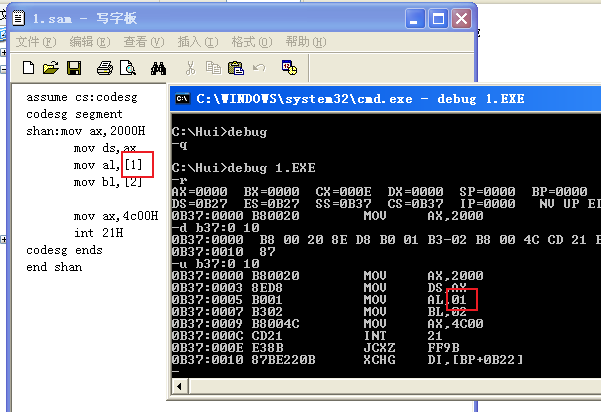 1.sam - 写字板
文件(F) 编辑(E) 查看(V) 插入(I) 格式(O) 帮助(H)
assume cs:codesg
codesg segment
shan:mov ax,2000H
mov ds,ax
mov al,[1]
mov bl,[2]
mov ax,4c00H
int 21H
codesg ends
end shan
C:\WINDOWS\system32\cmd.exe - debug 1.EXE
C:\Hui>debug
-q
C:\Hui>debug 1.EXE
-r
AX=0000 BX=0000 CX=000E DX=0000 SP=0000 BP=0000
DS=0B27 ES=0B27 SS=0B37 CS=0B37 IP=0000 NV UP EI
0B37:0000 B80020 MOV AX,2000
-d b37:0 10
0B37:0000 B8 00 20 8E D8 B0 01 B3-02 B8 00 4C CD 21 E
0B37:0010 87
-u b37:0 10
0B37:0000 B80020 MOV AX,2000
0B37:0003 8ED8 MOV DS,AX
0B37:0005 B001 MOV AL,01
0B37:0007 B302 MOV BL,02
0B37:0009 B8004C MOV AX,4C00
0B37:000C CD21 INT 21
0B37:000E E38B JCXZ FF9B
0B37:0010 87BE220B XCHG DI,[BP+0B22]
-